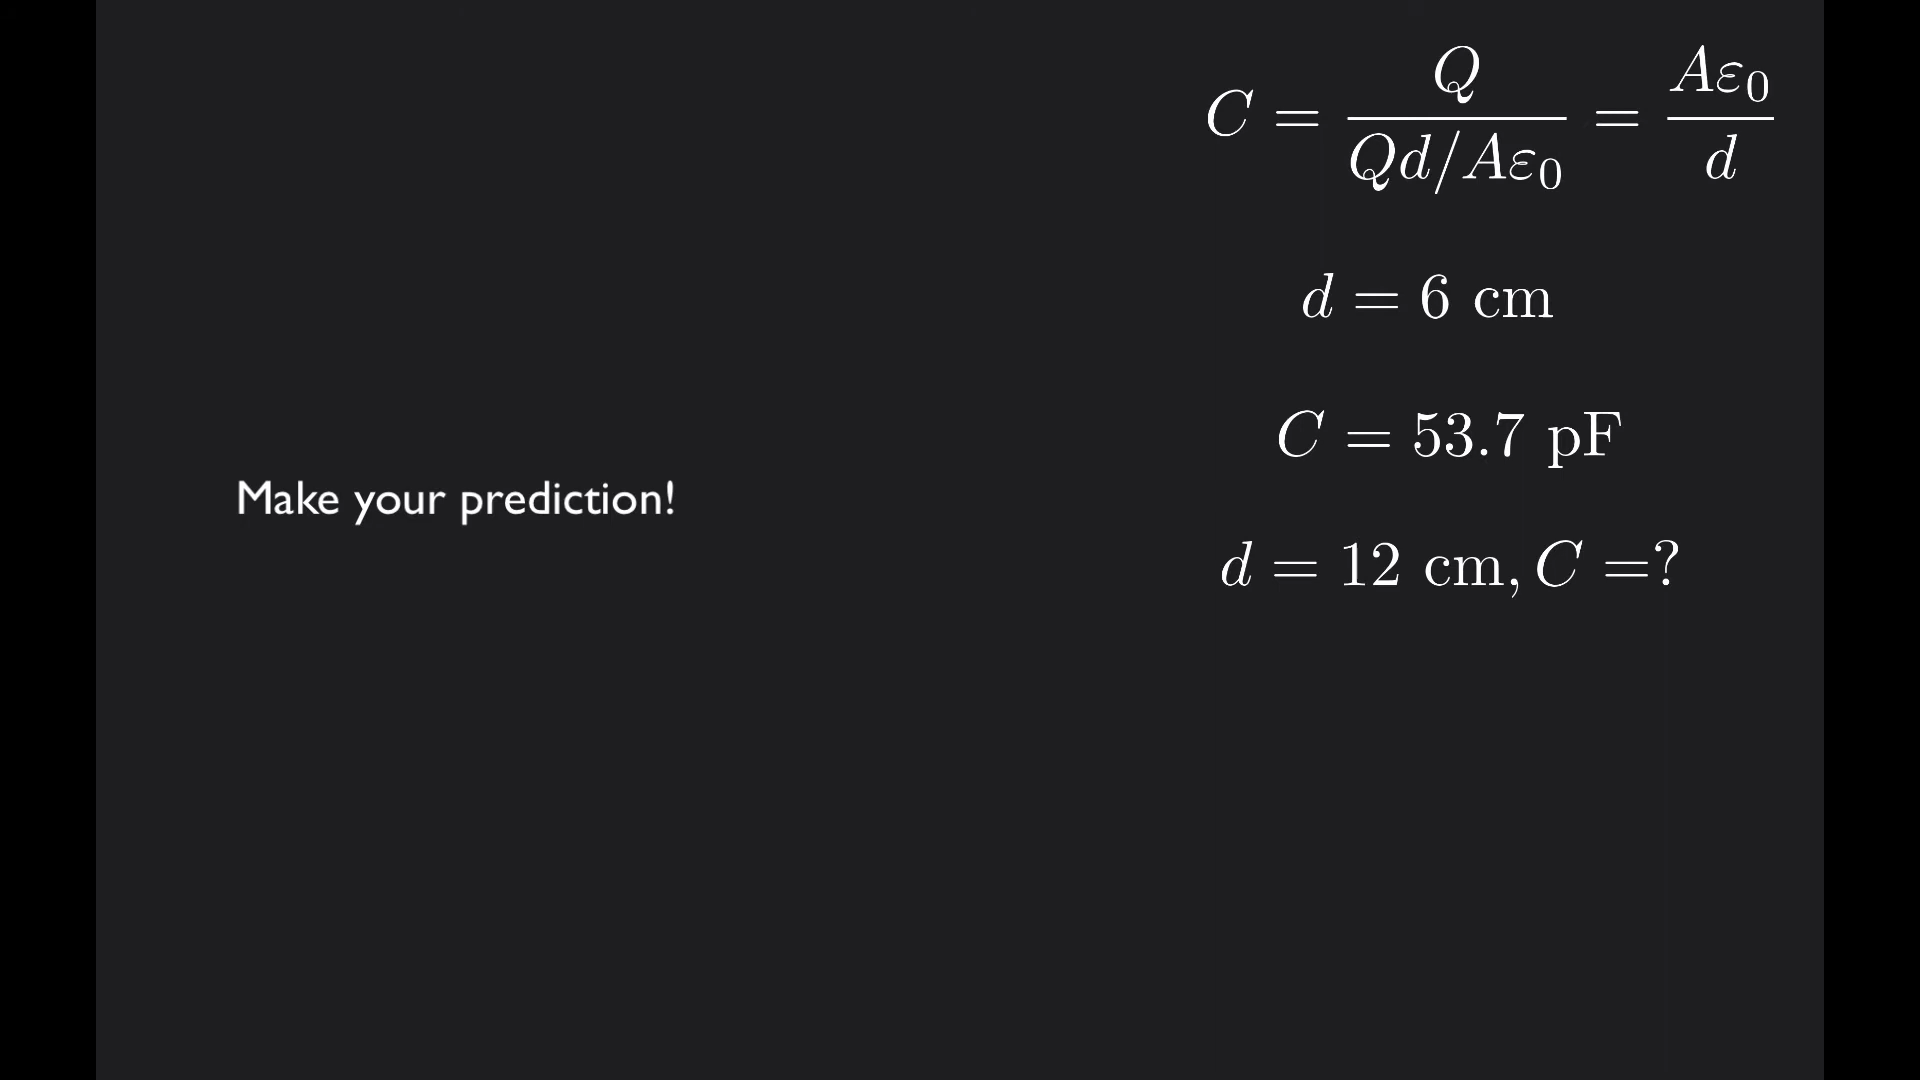 C = Q / (Qd/Aε₀) = Aε₀ / d
d = 6 cm
C = 53.7 pF
Make your prediction!
d = 12 cm, C =?